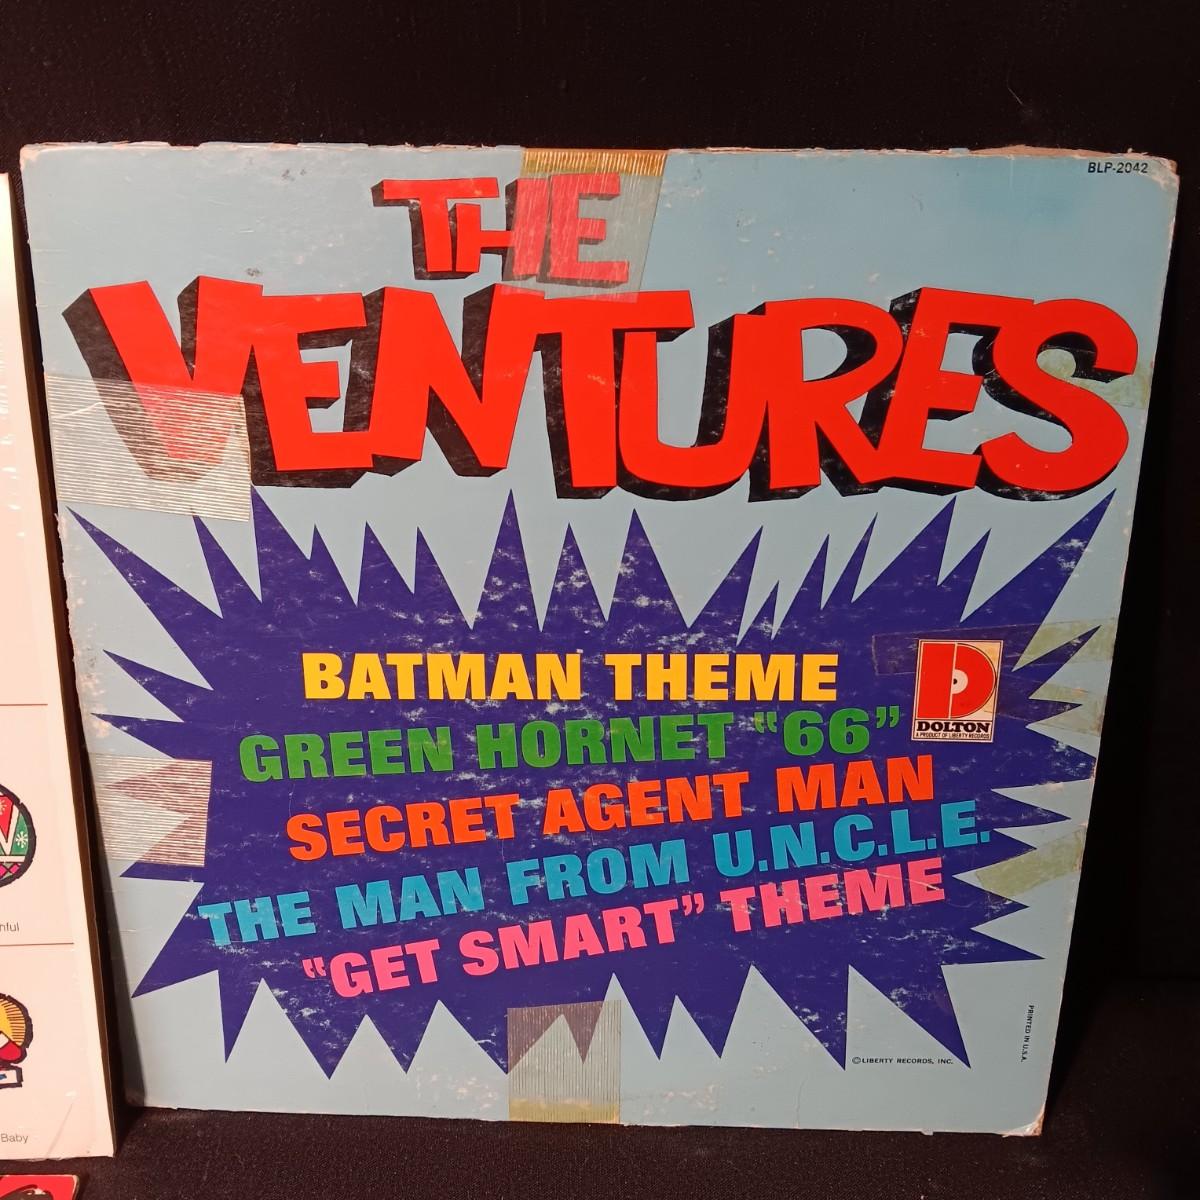 BLP-2042
THE
VENTURES
BATMAN THEME
GREEN HORNET "66"
SECRET AGENT MAN
THE MAN FROM U.N.C.L.E.
"GET SMART" THEME
DOLTON
A PRODUCT OF LIBERTY RECORDS
©LIBERTY RECORDS, INC.
PRINTED IN U.S.A.
Baby